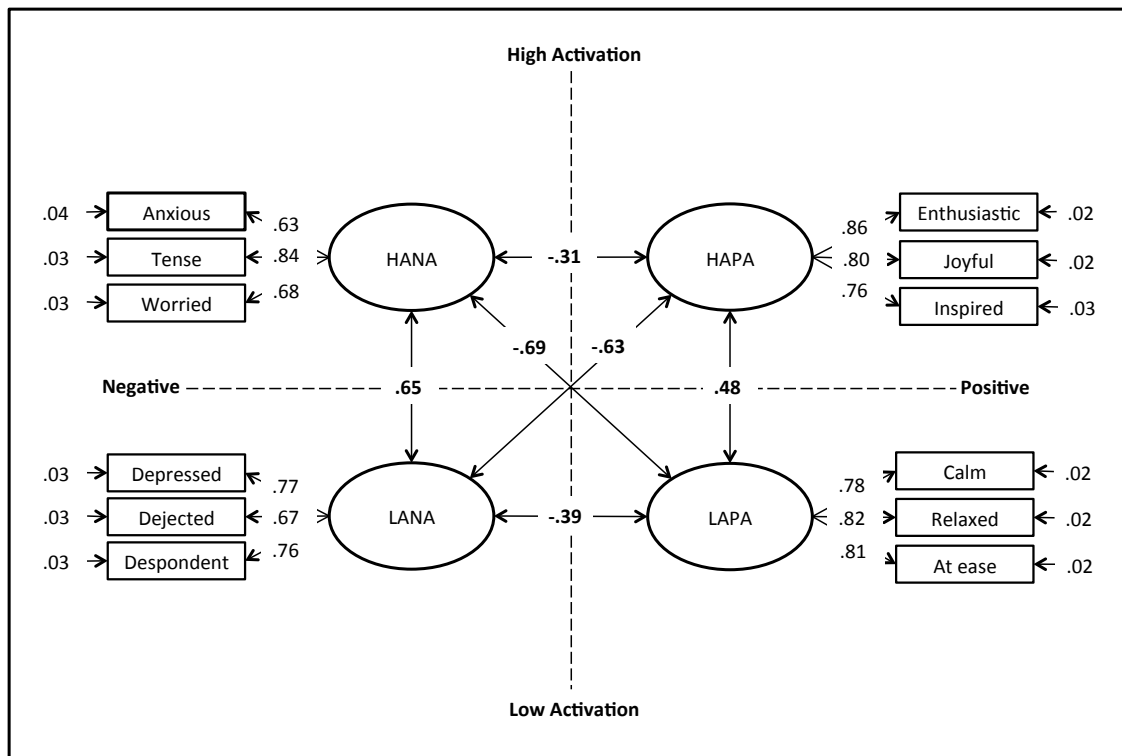 High Activation
.04 Anxious .63
.03 Tense .84
.03 Worried .68
HANA
-.31
HAPA
.86 Enthusiastic .02
.80 Joyful .02
.76 Inspired .03
-.69
-.63
Negative
.65
.48
Positive
.03 Depressed .77
.03 Dejected .67
.03 Despondent .76
LANA
-.39
LAPA
.78 Calm .02
.82 Relaxed .02
.81 At ease .02
Low Activation